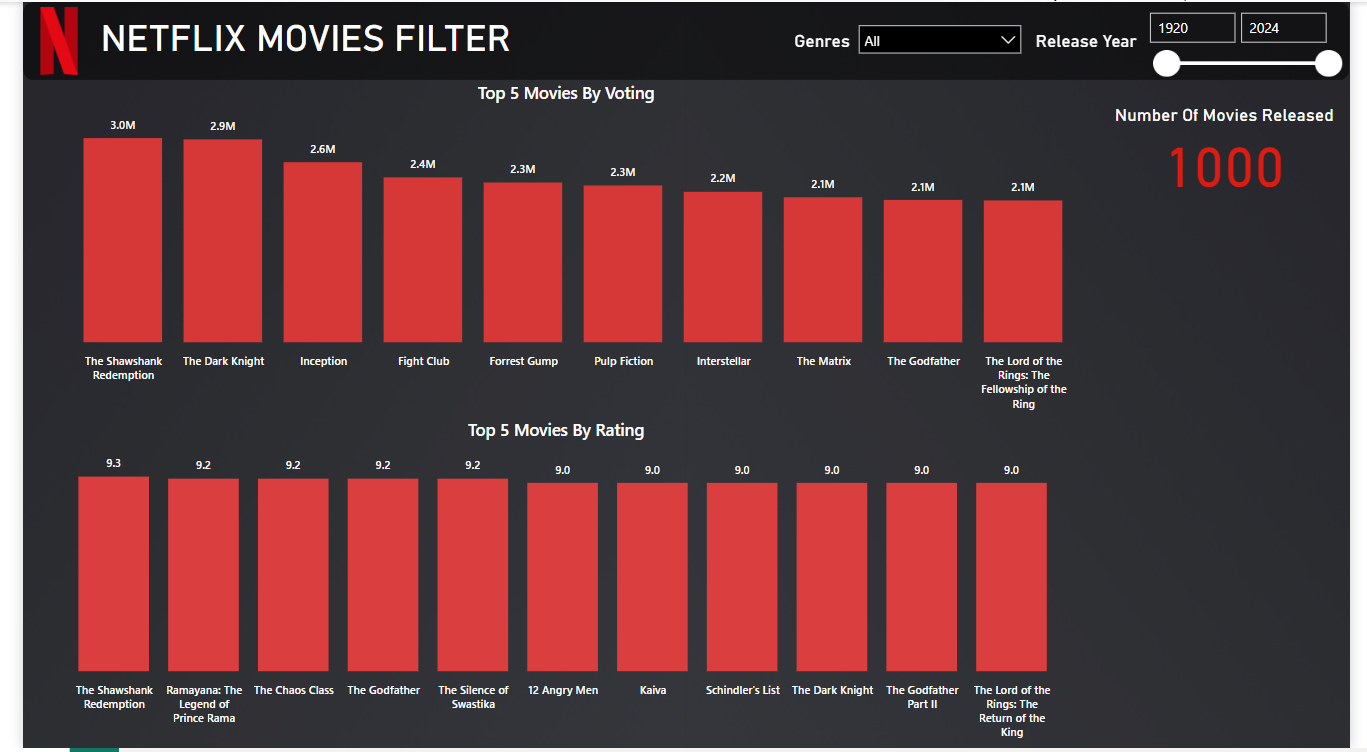 NETFLIX MOVIES FILTER
Genres
All
Release Year
1920
2024
Top 5 Movies By Voting
Number Of Movies Released
1000
3.0M
2.9M
2.6M
2.4M
2.3M
2.3M
2.2M
2.1M
2.1M
2.1M
The Shawshank
Redemption
The Dark Knight
Inception
Fight Club
Forrest Gump
Pulp Fiction
Interstellar
The Matrix
The Godfather
The Lord of the
Rings: The
Fellowship of the
Ring
Top 5 Movies By Rating
9.3
9.2
9.2
9.2
9.2
9.0
9.0
9.0
9.0
9.0
9.0
The Shawshank
Redemption
Ramayana: The
Legend of
Prince Rama
The Chaos Class
The Godfather
The Silence of
Swastika
12 Angry Men
Kaiva
Schindler's List
The Dark Knight
The Godfather
Part II
The Lord of the
Rings: The
Return of the
King